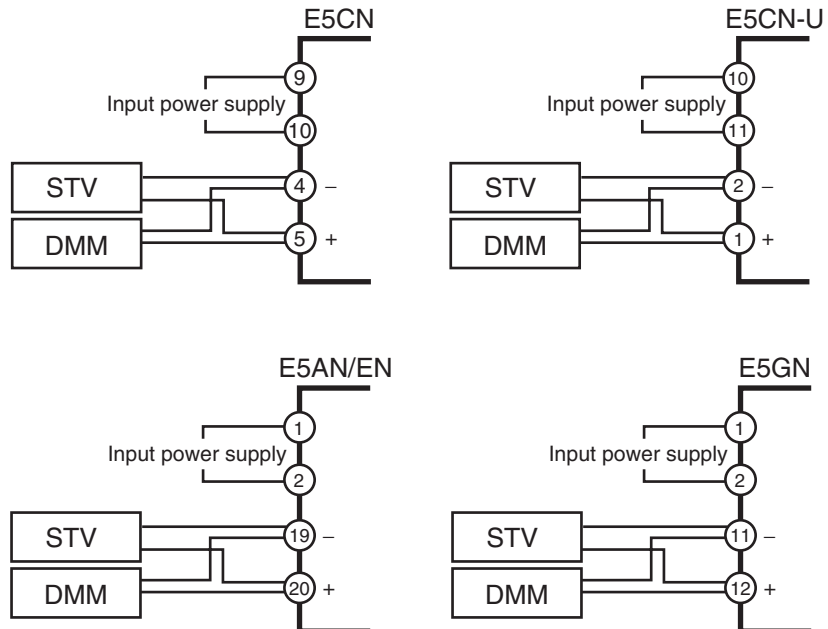 E5CN
9
Input power supply
10
STV
4 –
DMM
5 +
E5CN-U
10
Input power supply
11
STV
2 –
DMM
1 +
E5AN/EN
1
Input power supply
2
STV
19 –
DMM
20 +
E5GN
1
Input power supply
2
STV
11 –
DMM
12 +